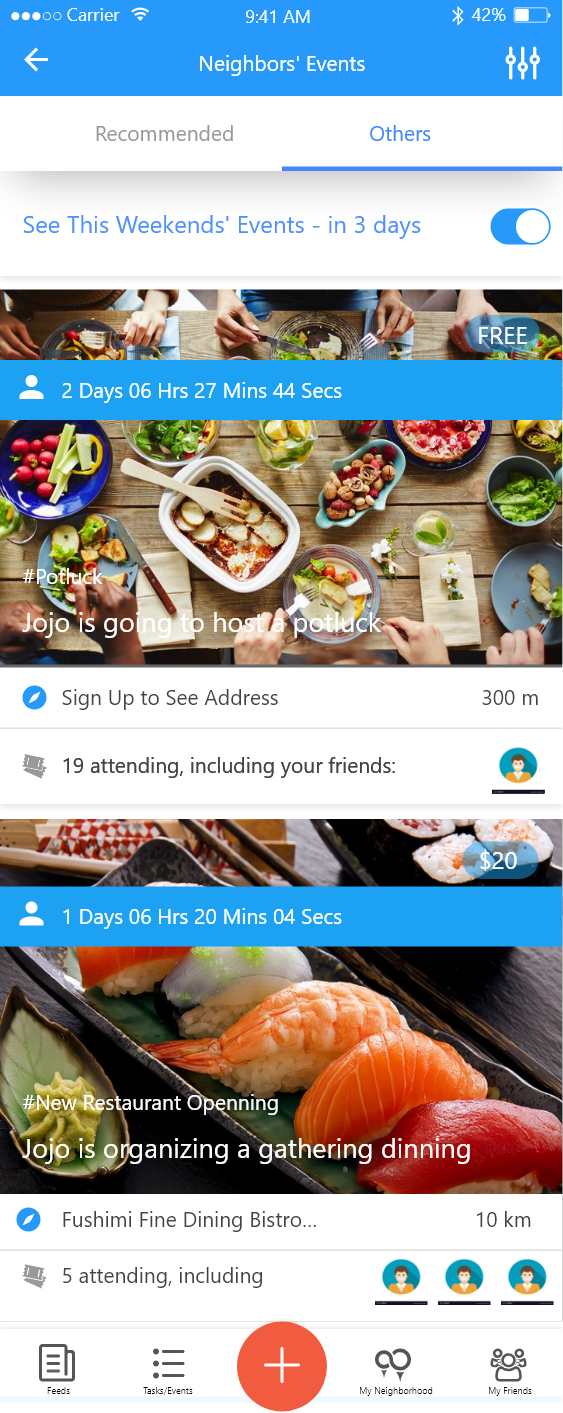 Carrier 9:41 AM 42%
Neighbors' Events
Recommended Others
See This Weekends' Events - in 3 days
FREE
2 Days 06 Hrs 27 Mins 44 Secs
#Potluck
Jojo is going to host a potluck
Sign Up to See Address 300 m
19 attending, including your friends:
$20
1 Days 06 Hrs 20 Mins 04 Secs
#New Restaurant Openning
Jojo is organizing a gathering dinning
Fushimi Fine Dining Bistro... 10 km
5 attending, including
Feeds Tasks/Events My Neighborhood My Friends